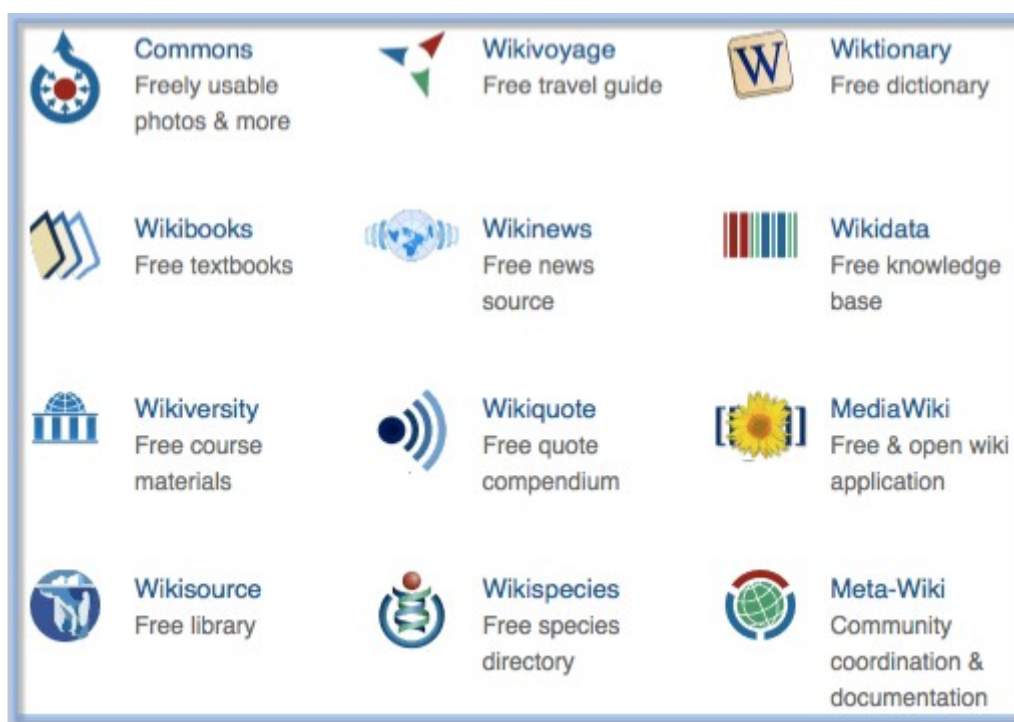 Commons
Freely usable
photos & more
Wikivoyage
Free travel guide
W
Wiktionary
Free dictionary
Wikibooks
Free textbooks
Wikinews
Free news
source
Wikidata
Free knowledge
base
Wikiversity
Free course
materials
Wikiquote
Free quote
compendium
MediaWiki
Free & open wiki
application
Wikisource
Free library
Wikispecies
Free species
directory
Meta-Wiki
Community
coordination &
documentation